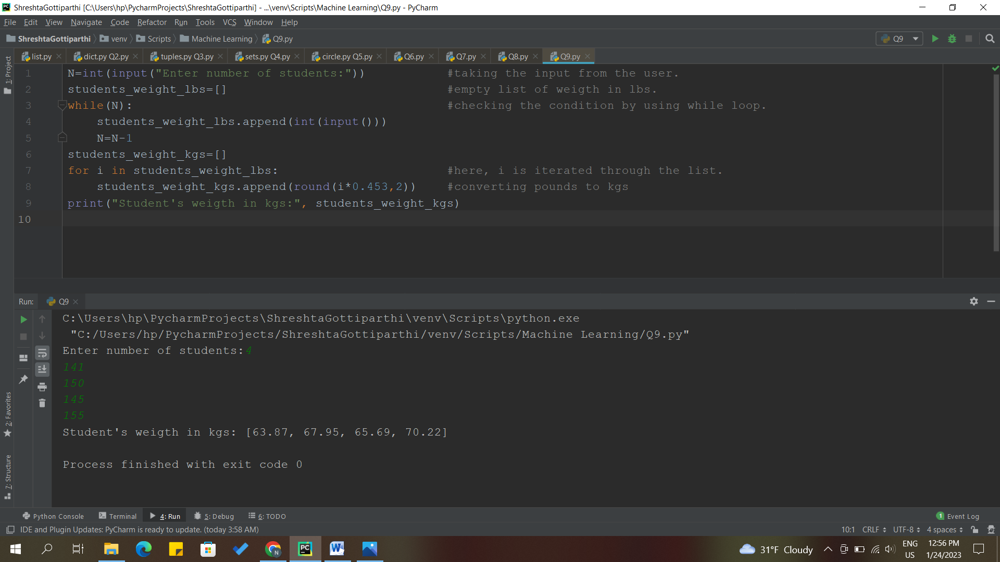 ShreshtaGottiparthi [C:\Users\hp\PycharmProjects\ShreshtaGottiparthi] - ...\venv\Scripts\Machine Learning\Q9.py - PyCharm
File Edit View Navigate Code Refactor Run Tools VCS Window Help
ShreshtaGottiparthi venv Scripts Machine Learning Q9.py Q9
list.py dict.py Q2.py tuples.py Q3.py sets.py Q4.py circle.py Q5.py Q6.py Q7.py Q8.py Q9.py
1: Project
1 N=int(input("Enter number of students:")) #taking the input from the user.
2 students_weight_lbs=[] #empty list of weigth in lbs.
3 while(N): #checking the condition by using while loop.
4 students_weight_lbs.append(int(input()))
5 N=N-1
6 students_weight_kgs=[]
7 for i in students_weight_lbs: #here, i is iterated through the list.
8 students_weight_kgs.append(round(i*0.453,2)) #converting pounds to kgs
9 print("Student's weigth in kgs:", students_weight_kgs)
10
Run: Q9
C:\Users\hp\PycharmProjects\ShreshtaGottiparthi\venv\Scripts\python.exe
"C:/Users/hp/PycharmProjects/ShreshtaGottiparthi/venv/Scripts/Machine Learning/Q9.py"
Enter number of students:4
141
150
145
155
Student's weigth in kgs: [63.87, 67.95, 65.69, 70.22]
Process finished with exit code 0
2: Favorites
7: Structure
Python Console Terminal 4: Run 5: Debug 6: TODO 1 Event Log
IDE and Plugin Updates: PyCharm is ready to update. (today 3:58 AM) 10:1 CRLF UTF-8 4 spaces
31°F Cloudy ENG US 12:56 PM 1/24/2023